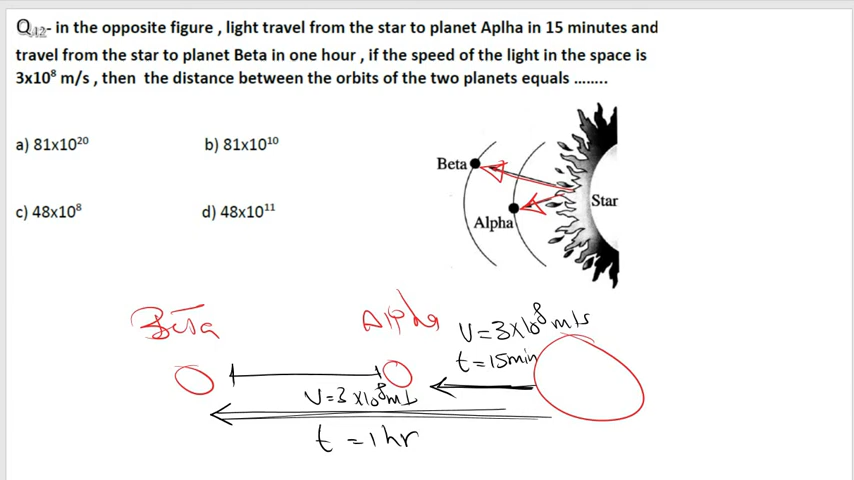 Q12- in the opposite figure , light travel from the star to planet Aplha in 15 minutes and
travel from the star to planet Beta in one hour , if the speed of the light in the space is
3x10⁸ m/s , then the distance between the orbits of the two planets equals ........
a) 81x10²⁰ b) 81x10¹⁰
c) 48x10⁸ d) 48x10¹¹
Beta
Star
Alpha
Beta
Alpha
V=3x10⁸m/s
t=15min
V=3x10⁸m/
t=1hr